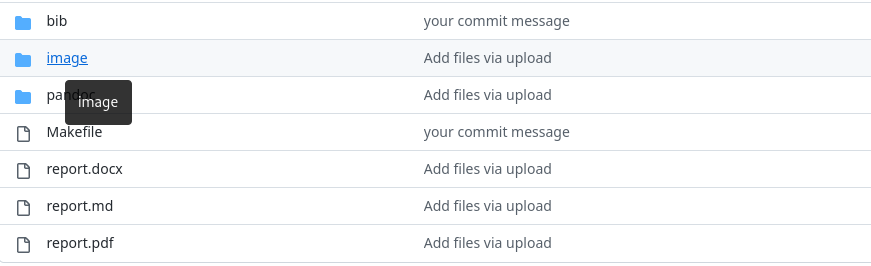 bib your commit message
image Add files via upload
pandoc Add files via upload
image
Makefile your commit message
report.docx Add files via upload
report.md Add files via upload
report.pdf Add files via upload